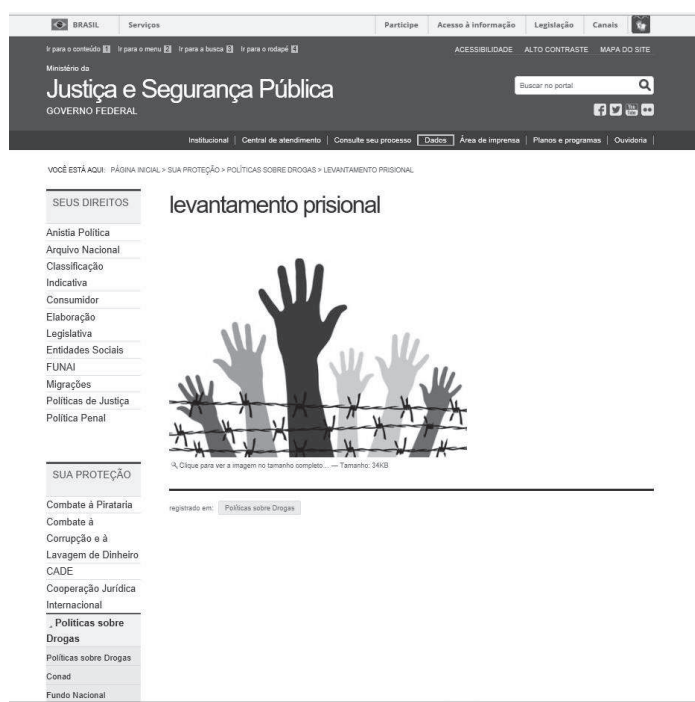 BRASIL Serviços Participe Acesso à informação Legislação Canais
Ir para o conteúdo 1 Ir para o menu 2 Ir para a busca 3 Ir para o rodapé 4 ACESSIBILIDADE ALTO CONTRASTE MAPA DO SITE
Ministério da
Justiça e Segurança Pública
Buscar no portal
GOVERNO FEDERAL
Institucional | Central de atendimento | Consulte seu processo | Dados | Área de imprensa | Planos e programas | Ouvidoria |
VOCÊ ESTÁ AQUI: PÁGINA INICIAL > SUA PROTEÇÃO > POLÍTICAS SOBRE DROGAS > LEVANTAMENTO PRISIONAL
SEUS DIREITOS
Anistia Política
Arquivo Nacional
Classificação
Indicativa
Consumidor
Elaboração
Legislativa
Entidades Sociais
FUNAI
Migrações
Políticas de Justiça
Política Penal
SUA PROTEÇÃO
Combate à Pirataria
Combate à
Corrupção e à
Lavagem de Dinheiro
CADE
Cooperação Jurídica
Internacional
Políticas sobre
Drogas
Políticas sobre Drogas
Conad
Fundo Nacional
levantamento prisional
Clique para ver a imagem no tamanho completo... — Tamanho: 34KB
registrado em: Políticas sobre Drogas